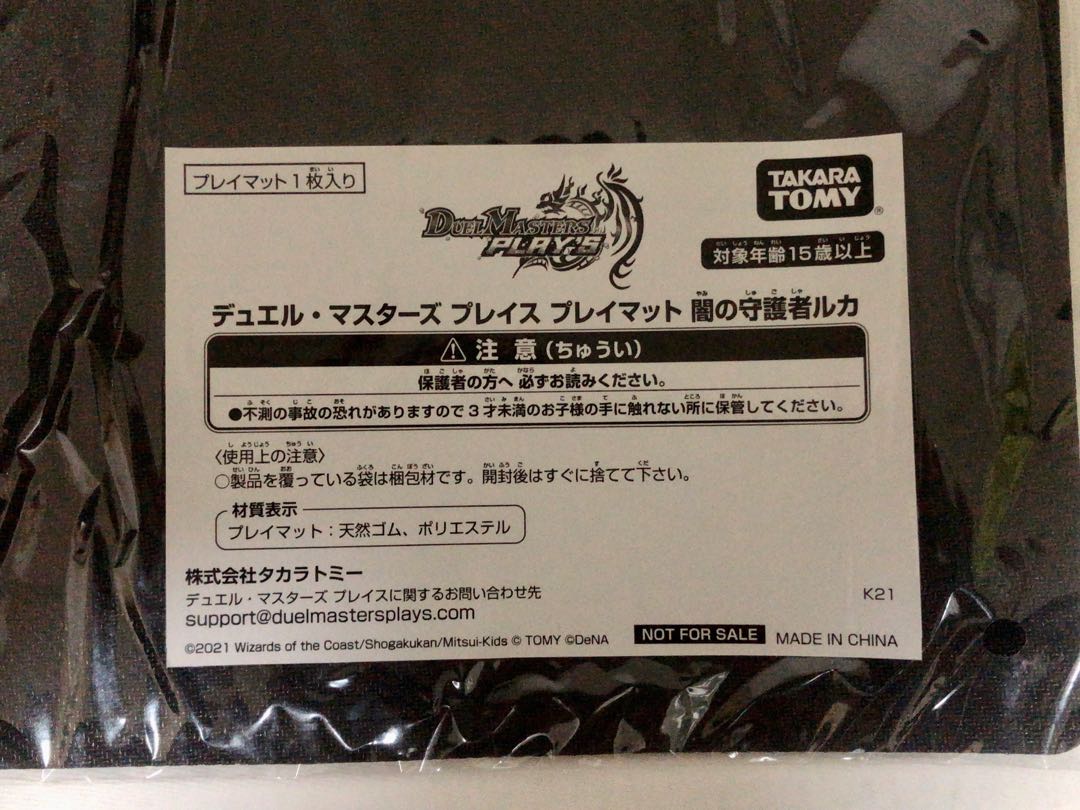 プレイマット1枚入り
DUEL MASTERS
PLAY'S
TAKARA
TOMY
®
対象年齢15歳以上
デュエル・マスターズ プレイス プレイマット 闇の守護者ルカ
⚠注 意(ちゅうい)
保護者の方へ 必ずお読みください。
●不測の事故の恐れがありますので3才未満のお子様の手に触れない所に保管してください。
〈使用上の注意〉
○製品を覆っている袋は梱包材です。開封後はすぐに捨てて下さい。
材質表示
プレイマット:天然ゴム、ポリエステル
株式会社タカラトミー
デュエル・マスターズ プレイスに関するお問い合わせ先
support@duelmastersplays.com
K21
©2021 Wizards of the Coast/Shogakukan/Mitsui-Kids © TOMY ©DeNA
NOT FOR SALE
MADE IN CHINA